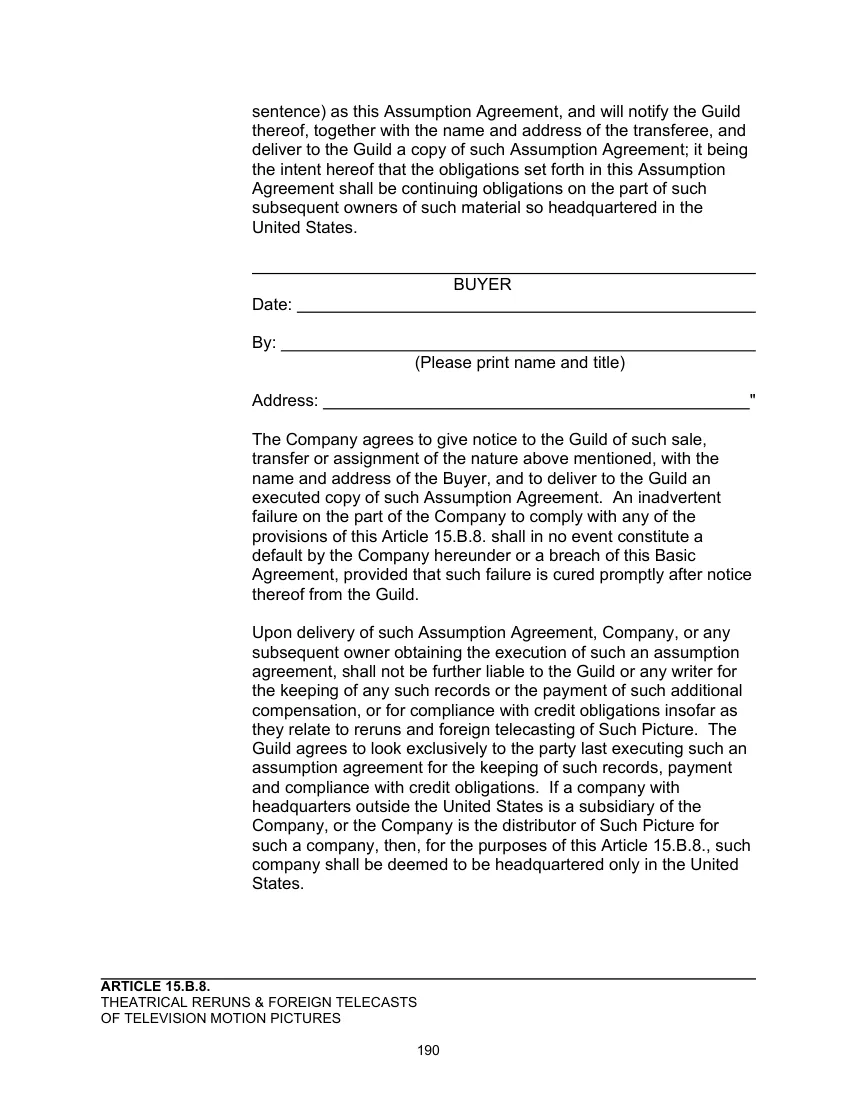 sentence) as this Assumption Agreement, and will notify the Guild
thereof, together with the name and address of the transferee, and
deliver to the Guild a copy of such Assumption Agreement; it being
the intent hereof that the obligations set forth in this Assumption
Agreement shall be continuing obligations on the part of such
subsequent owners of such material so headquartered in the
United States.
BUYER
Date:
By:
(Please print name and title)
Address: "
The Company agrees to give notice to the Guild of such sale,
transfer or assignment of the nature above mentioned, with the
name and address of the Buyer, and to deliver to the Guild an
executed copy of such Assumption Agreement.  An inadvertent
failure on the part of the Company to comply with any of the
provisions of this Article 15.B.8. shall in no event constitute a
default by the Company hereunder or a breach of this Basic
Agreement, provided that such failure is cured promptly after notice
thereof from the Guild.
Upon delivery of such Assumption Agreement, Company, or any
subsequent owner obtaining the execution of such an assumption
agreement, shall not be further liable to the Guild or any writer for
the keeping of any such records or the payment of such additional
compensation, or for compliance with credit obligations insofar as
they relate to reruns and foreign telecasting of Such Picture.  The
Guild agrees to look exclusively to the party last executing such an
assumption agreement for the keeping of such records, payment
and compliance with credit obligations.  If a company with
headquarters outside the United States is a subsidiary of the
Company, or the Company is the distributor of Such Picture for
such a company, then, for the purposes of this Article 15.B.8., such
company shall be deemed to be headquartered only in the United
States.
ARTICLE 15.B.8.
THEATRICAL RERUNS & FOREIGN TELECASTS
OF TELEVISION MOTION PICTURES
190